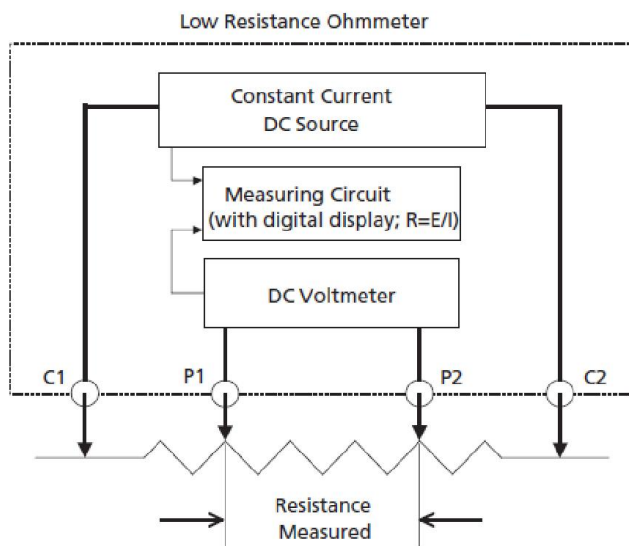 Low Resistance Ohmmeter
Constant Current
DC Source
Measuring Circuit
(with digital display; R=E/I)
DC Voltmeter
C1
P1
P2
C2
Resistance
Measured